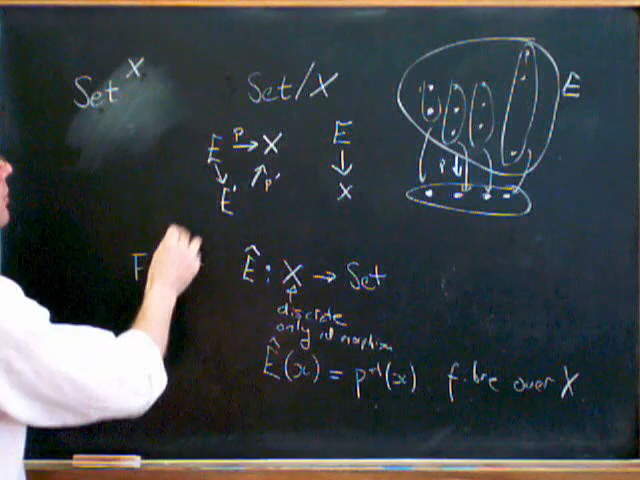 Set^X
Set/X
E p→ X
E
E
↘ ↗p'
↓
p ↓
E'
X
F
Ê : X → Set
↑
discrete
only id morphism
Ê(x) = p⁻¹(x) fibre over X